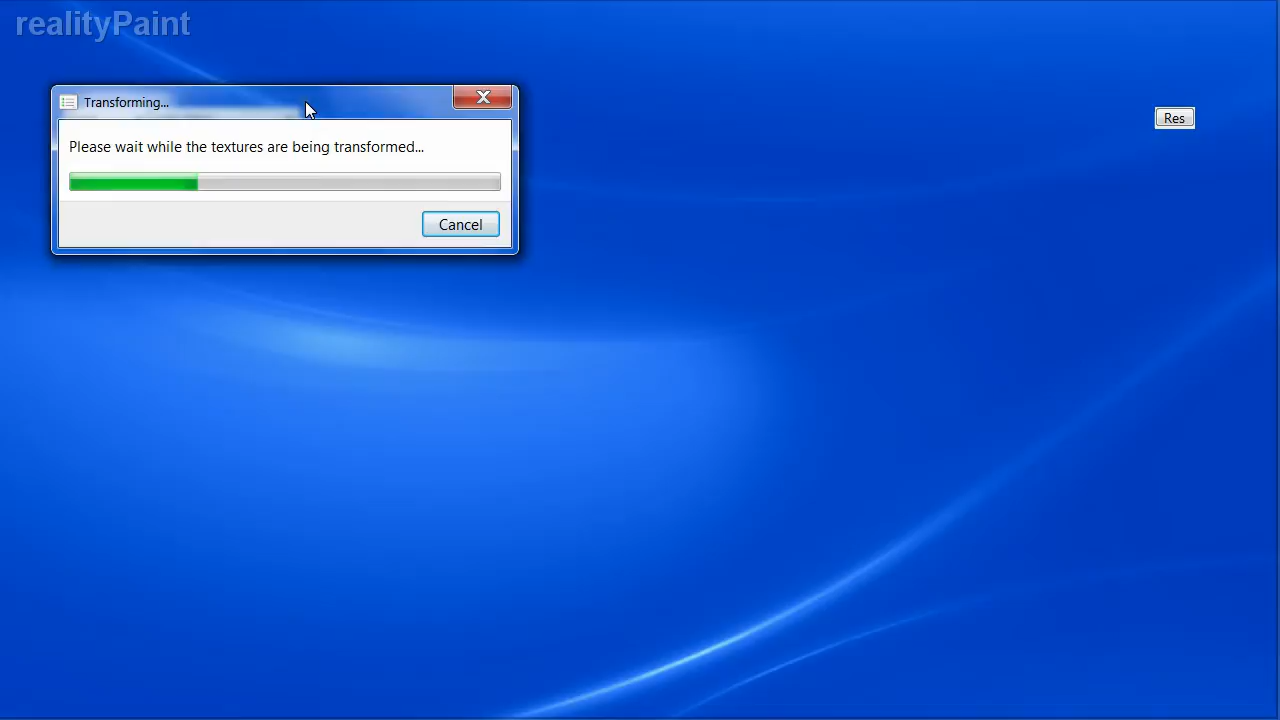 realityPaint
Transforming...
Res
Please wait while the textures are being transformed...
Cancel